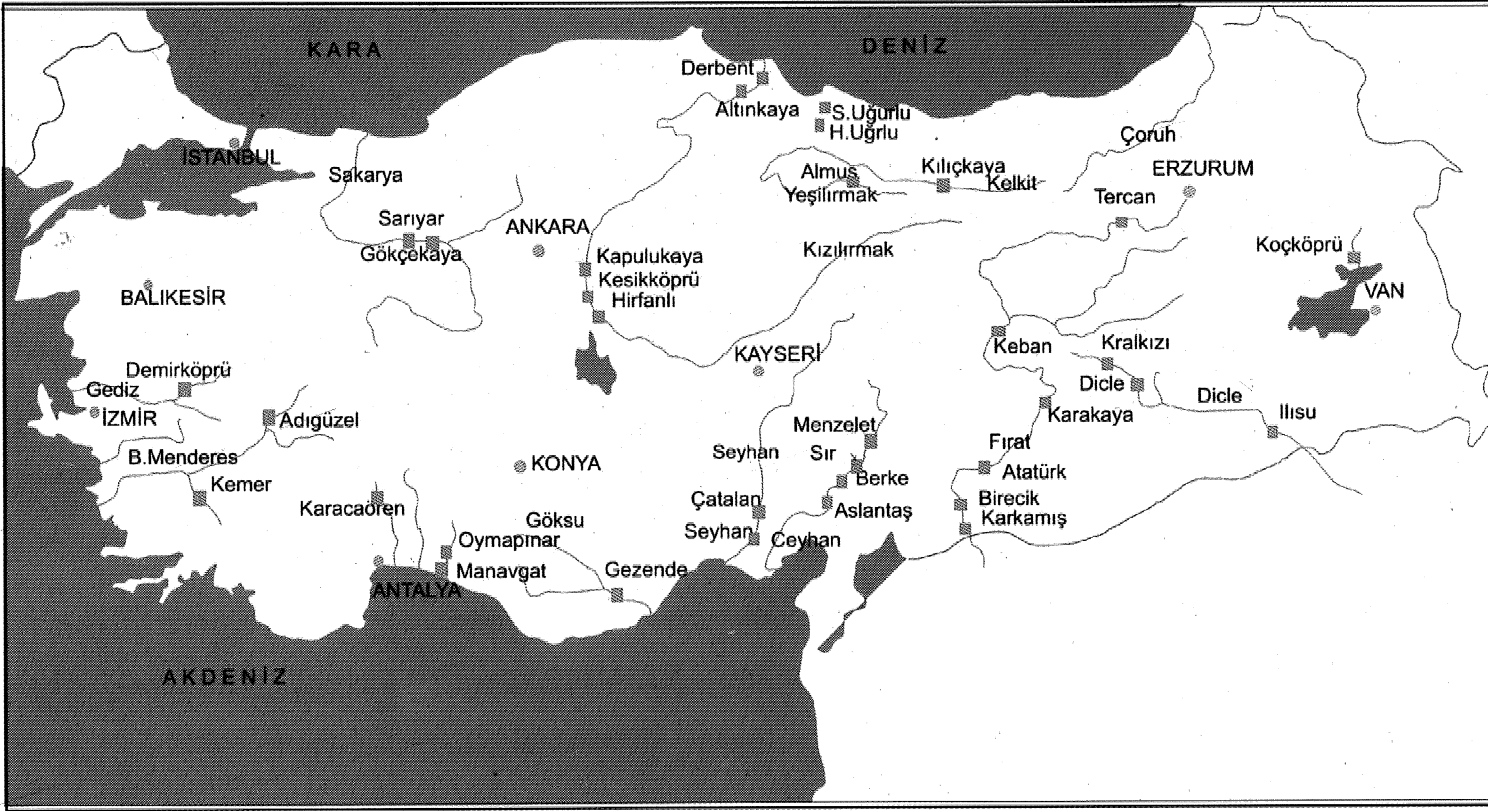 KARA
DENİZ
Derbent
Altınkaya
S.Uğurlu
H.Uğrlu
Çoruh
İSTANBUL
Sakarya
Almuş
Yeşilırmak
Kılıçkaya
Kelkit
ERZURUM
Tercan
Sarıyar
Gökçekaya
ANKARA
Kapulukaya
Kesikköprü
Hirfanlı
Kızılırmak
Koçköprü
VAN
BALIKESİR
KAYSERİ
Keban
Kralkızı
Dicle
Dicle
Ilısu
Karakaya
Demirköprü
Gediz
İZMİR
Adıgüzel
B.Menderes
Kemer
KONYA
Menzelet
Sır
Seyhan
Berke
Aslantaş
Çatalan
Seyhan
Ceyhan
Fırat
Atatürk
Birecik
Karkamış
Karacaören
Göksu
Oymapınar
Manavgat
Gezende
ANTALYA
AKDENİZ